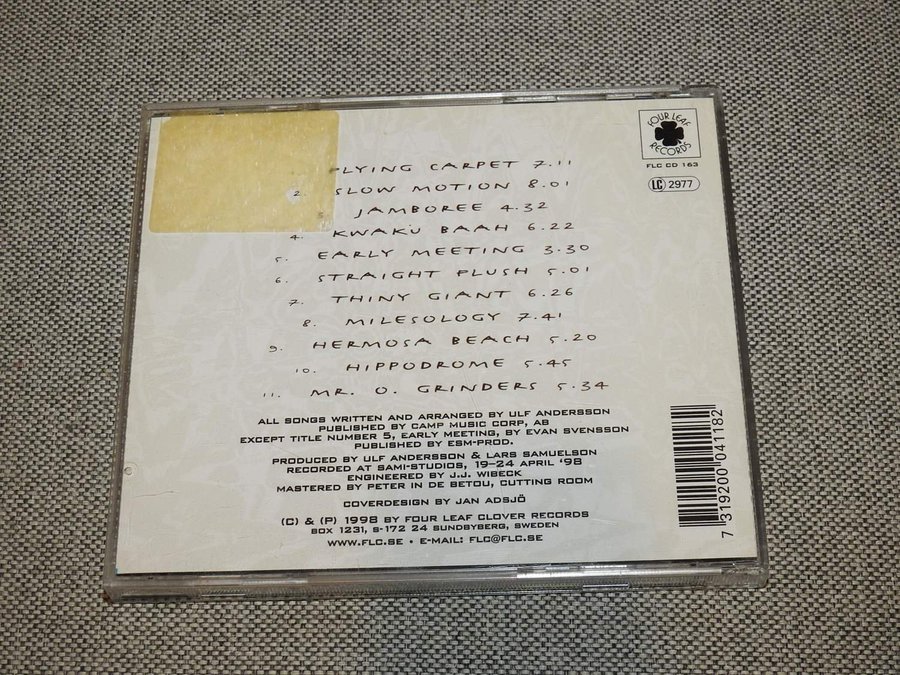 FOUR LEAF
RECORDS
FLC CD 163
LC 2977
FLYING CARPET 7.11
2. SLOW MOTION 8.01
3. JAMBOREE 4.32
4. KWAKU BAAH 6.22
5. EARLY MEETING 3.30
6. STRAIGHT FLUSH 5.01
7. THINY GIANT 6.26
8. MILESOLOGY 7.41
9. HERMOSA BEACH 5.20
10. HIPPODROME 5.45
11. MR. O. GRINDERS 5.34
ALL SONGS WRITTEN AND ARRANGED BY ULF ANDERSSON
PUBLISHED BY CAMP MUSIC CORP, AB
EXCEPT TITLE NUMBER 5, EARLY MEETING, BY EVAN SVENSSON
PUBLISHED BY ESM-PROD.
PRODUCED BY ULF ANDERSSON & LARS SAMUELSON
RECORDED AT SAMI-STUDIOS, 19–24 APRIL '98
ENGINEERED BY J.J. WIBECK
MASTERED BY PETER IN DE BETOU, CUTTING ROOM
COVERDESIGN BY JAN ADSJÖ
(C) & (P) 1998 BY FOUR LEAF CLOVER RECORDS
BOX 1231, S-172 24 SUNDBYBERG, SWEDEN
WWW.FLC.SE • E-MAIL: FLC@FLC.SE
7 319200 041182